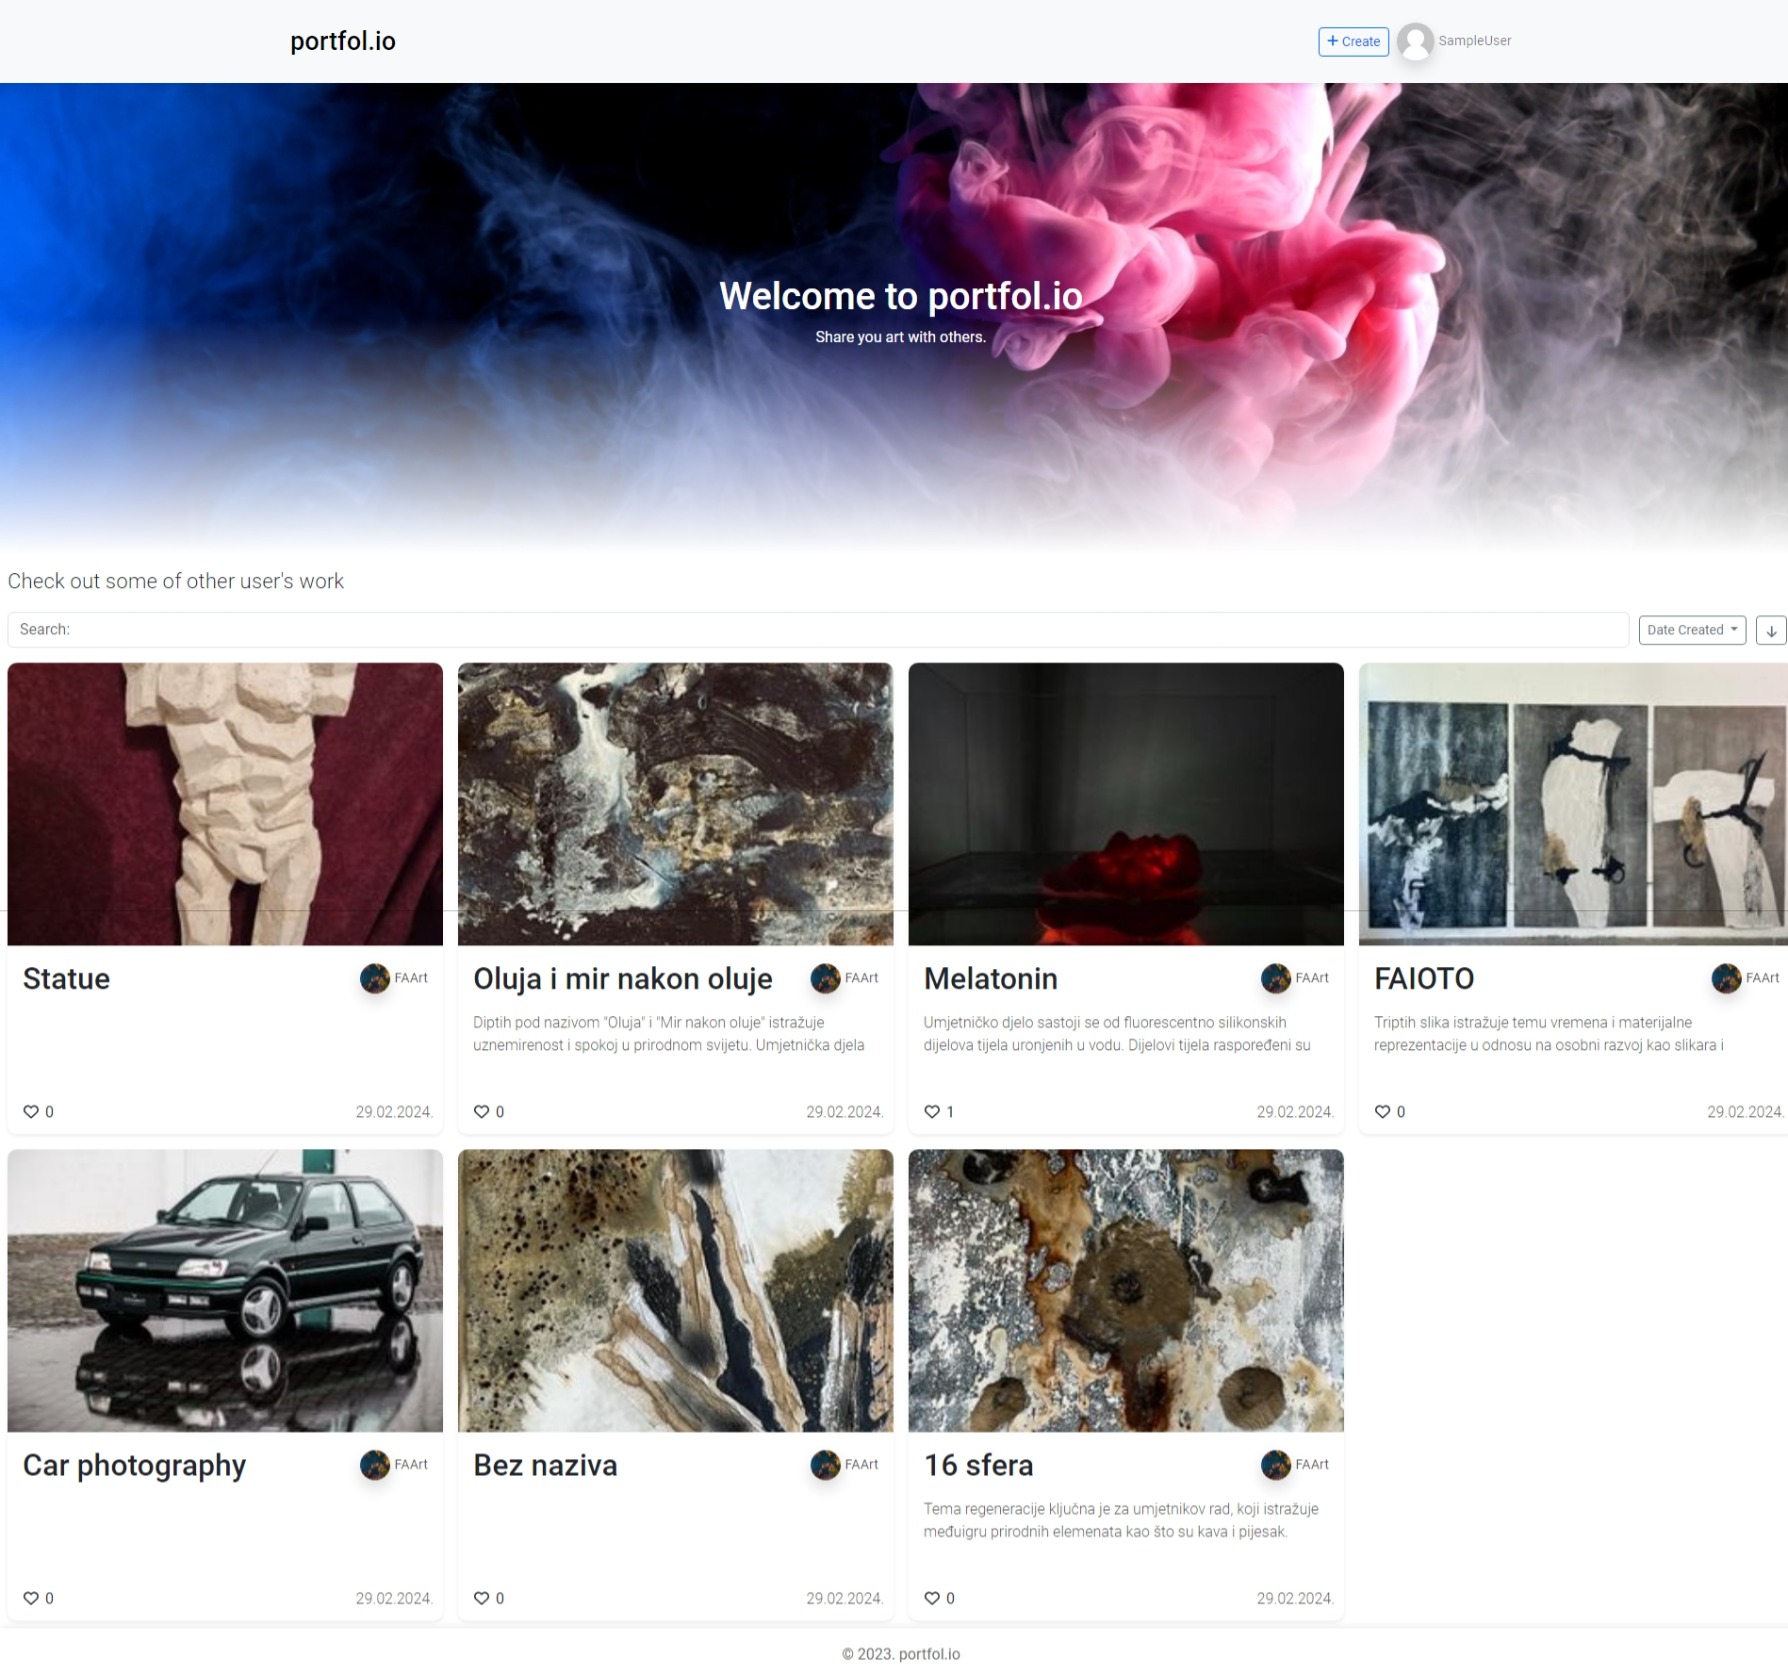 portfol.io
+ Create
SampleUser
Welcome to portfol.io
Share you art with others.
Check out some of other user's work
Search:
Date Created
Statue
FAArt
0
29.02.2024.
Oluja i mir nakon oluje
FAArt
Diptih pod nazivom "Oluja" i "Mir nakon oluje" istražuje
uznemirenost i spokoj u prirodnom svijetu. Umjetnička djela
0
29.02.2024.
Melatonin
FAArt
Umjetničko djelo sastoji se od fluorescentno silikonskih
dijelova tijela uronjenih u vodu. Dijelovi tijela raspoređeni su
1
29.02.2024.
FAIOTO
FAArt
Triptih slika istražuje temu vremena i materijalne
reprezentacije u odnosu na osobni razvoj kao slikara i
0
29.02.2024.
Car photography
FAArt
0
29.02.2024.
Bez naziva
FAArt
0
29.02.2024.
16 sfera
FAArt
Tema regeneracije ključna je za umjetnikov rad, koji istražuje
međuigru prirodnih elemenata kao što su kava i pijesak.
0
29.02.2024.
© 2023. portfol.io